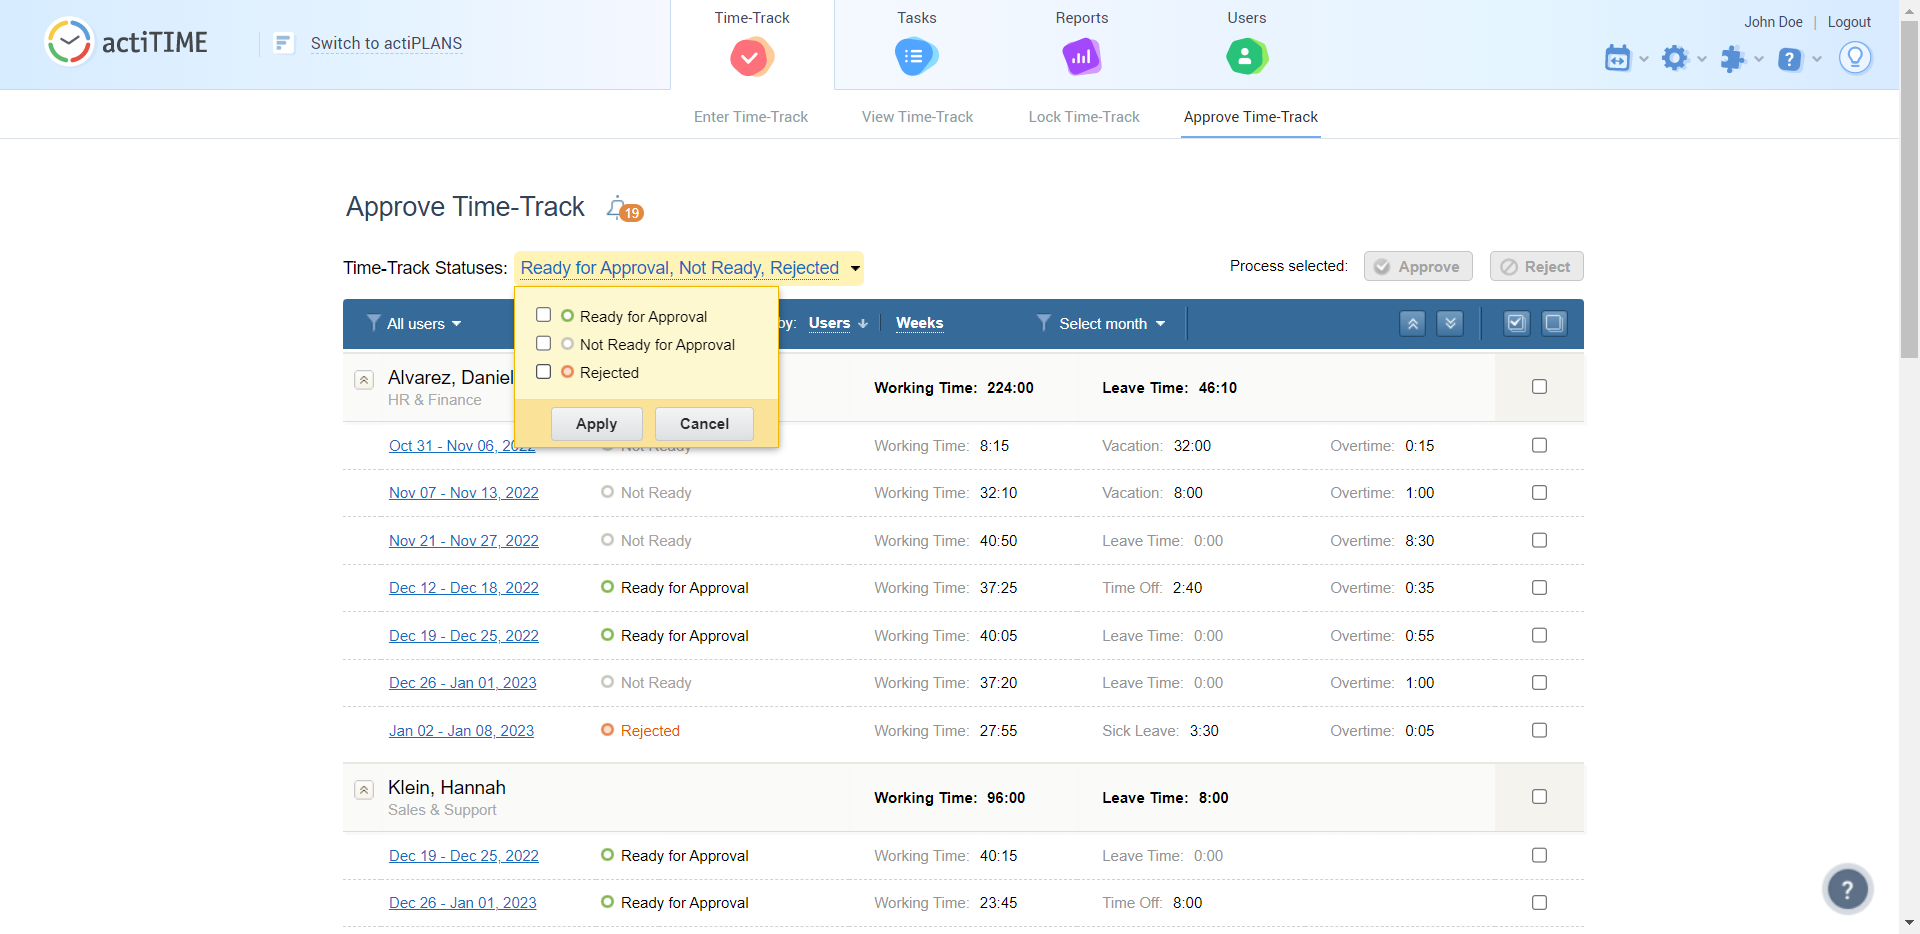 actiTIME
Switch to actiPLANS
Time-Track
Tasks
Reports
Users
John Doe | Logout
Enter Time-Track
View Time-Track
Lock Time-Track
Approve Time-Track
Approve Time-Track
19
Time-Track Statuses: Ready for Approval, Not Ready, Rejected
Process selected: Approve Reject
All users
by: Users Weeks
Select month
Ready for Approval
Not Ready for Approval
Rejected
Apply Cancel
Alvarez, Daniel
HR & Finance
Working Time: 224:00 Leave Time: 46:10
Oct 31 - Nov 06, 2022 Not Ready Working Time: 8:15 Vacation: 32:00 Overtime: 0:15
Nov 07 - Nov 13, 2022 Not Ready Working Time: 32:10 Vacation: 8:00 Overtime: 1:00
Nov 21 - Nov 27, 2022 Not Ready Working Time: 40:50 Leave Time: 0:00 Overtime: 8:30
Dec 12 - Dec 18, 2022 Ready for Approval Working Time: 37:25 Time Off: 2:40 Overtime: 0:35
Dec 19 - Dec 25, 2022 Ready for Approval Working Time: 40:05 Leave Time: 0:00 Overtime: 0:55
Dec 26 - Jan 01, 2023 Not Ready Working Time: 37:20 Leave Time: 0:00 Overtime: 1:00
Jan 02 - Jan 08, 2023 Rejected Working Time: 27:55 Sick Leave: 3:30 Overtime: 0:05
Klein, Hannah
Sales & Support
Working Time: 96:00 Leave Time: 8:00
Dec 19 - Dec 25, 2022 Ready for Approval Working Time: 40:15 Leave Time: 0:00
Dec 26 - Jan 01, 2023 Ready for Approval Working Time: 23:45 Time Off: 8:00
?